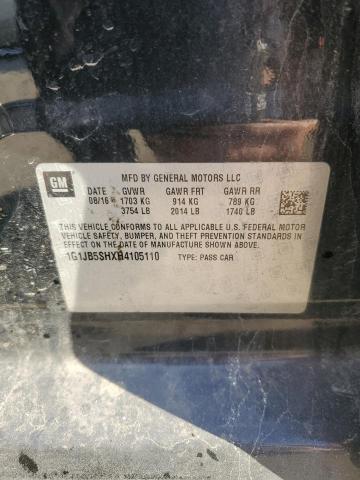 GM
MFD BY GENERAL MOTORS LLC
DATE GVWR GAWR FRT GAWR RR
08/16 1703 KG 914 KG 789 KG
3754 LB 2014 LB 1740 LB
THIS VEHICLE CONFORMS TO ALL APPLICABLE U.S. FEDERAL MOTOR
VEHICLE SAFETY, BUMPER, AND THEFT PREVENTION STANDARDS IN
EFFECT ON THE DATE OF MANUFACTURE SHOWN ABOVE.
1G1JB5SHXH4105110 TYPE: PASS CAR